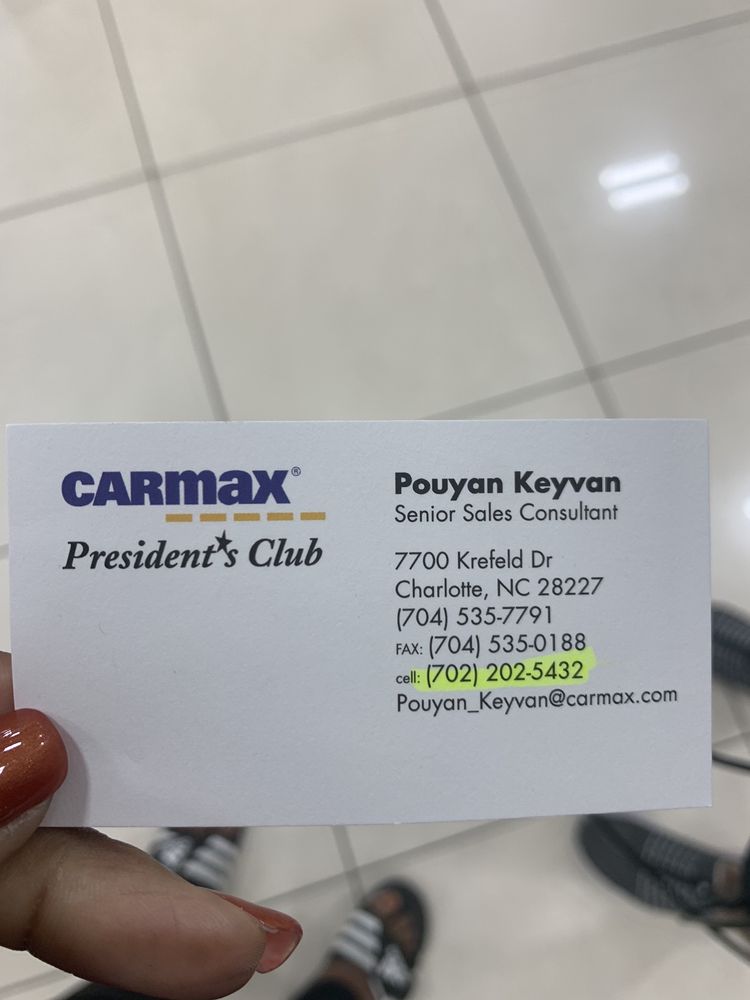 CARMAX®
President's Club
Pouyan Keyvan
Senior Sales Consultant
7700 Krefeld Dr
Charlotte, NC 28227
(704) 535-7791
FAX: (704) 535-0188
cell: (702) 202-5432
Pouyan_Keyvan@carmax.com